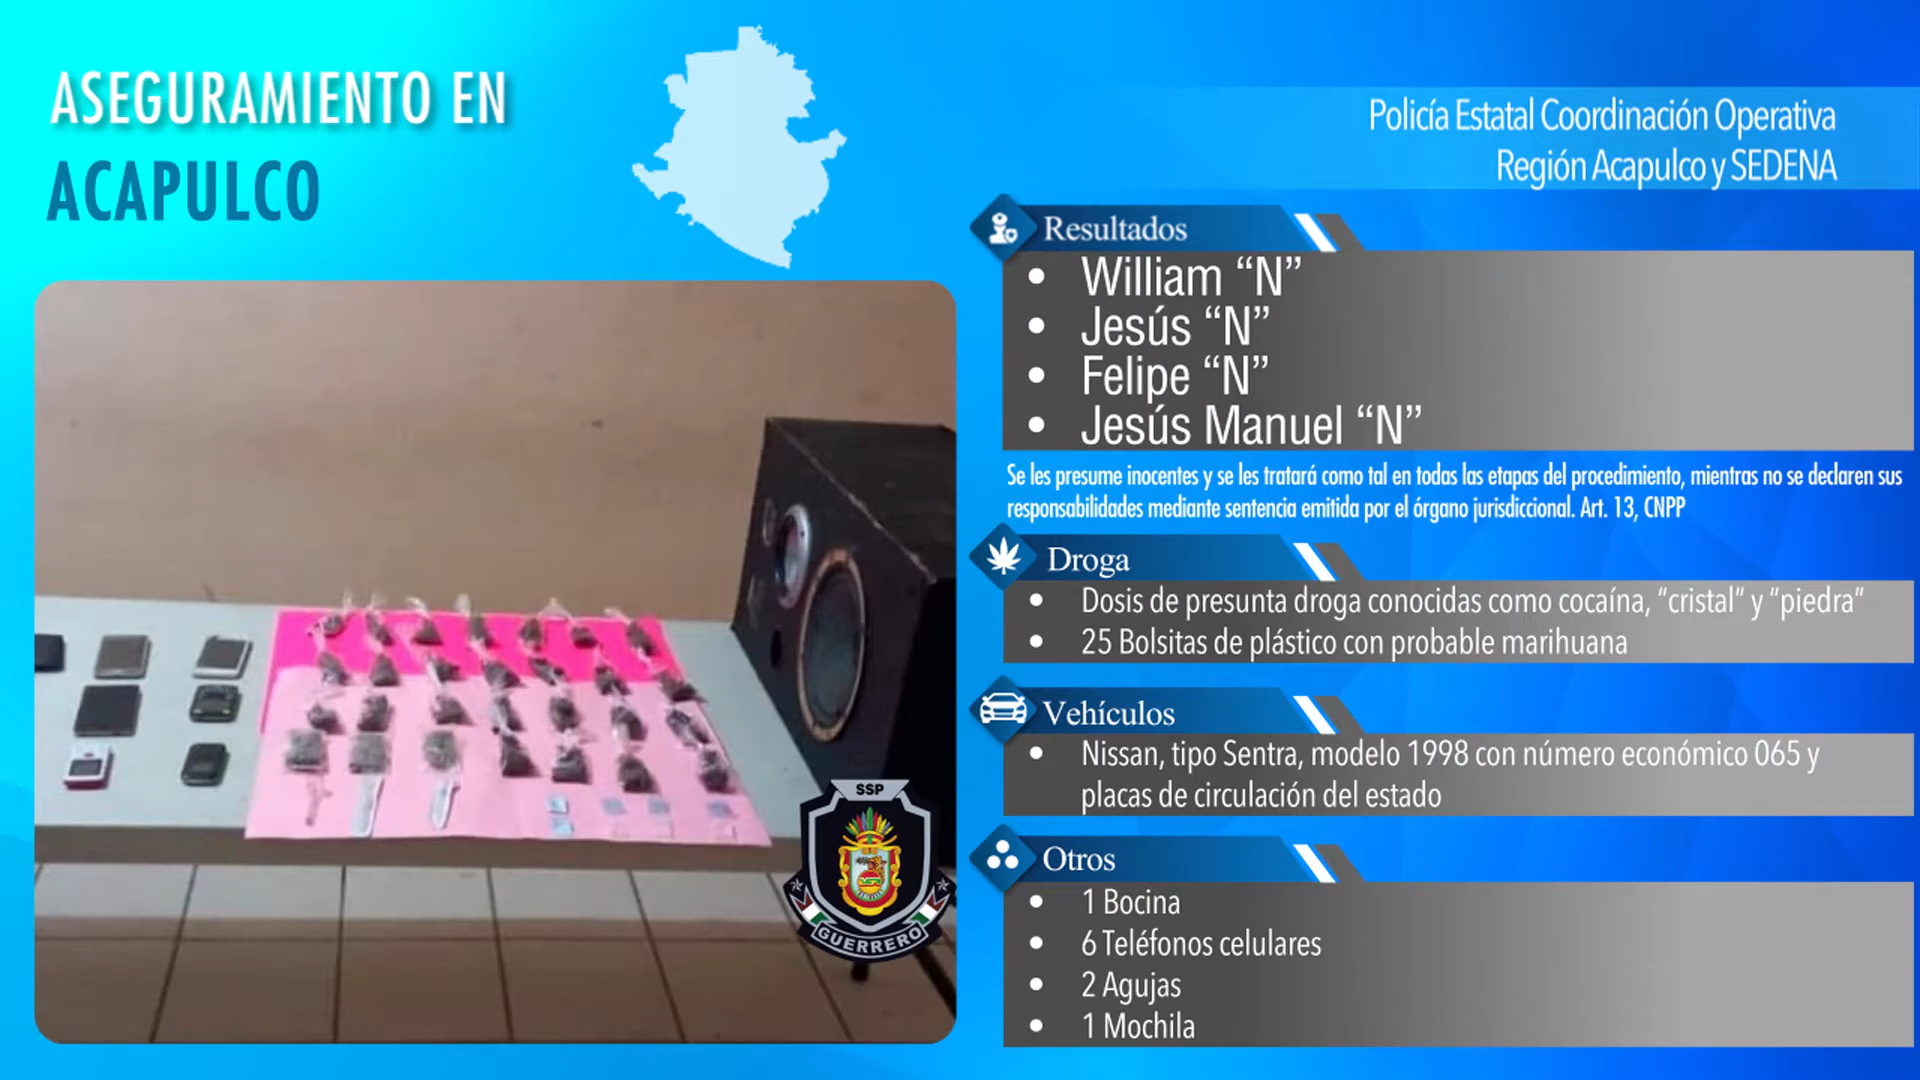 ASEGURAMIENTO EN
ACAPULCO
Policía Estatal Coordinación Operativa
Región Acapulco y SEDENA
Resultados
• William “N”
• Jesús “N”
• Felipe “N”
• Jesús Manuel “N”
Se les presume inocentes y se les tratará como tal en todas las etapas del procedimiento, mientras no se declaren sus
responsabilidades mediante sentencia emitida por el órgano jurisdiccional. Art. 13, CNPP
Droga
• Dosis de presunta droga conocidas como cocaína, “cristal” y “piedra”
• 25 Bolsitas de plástico con probable marihuana
Vehículos
• Nissan, tipo Sentra, modelo 1998 con número económico 065 y
placas de circulación del estado
Otros
• 1 Bocina
• 6 Teléfonos celulares
• 2 Agujas
• 1 Mochila
SSP
GUERRERO